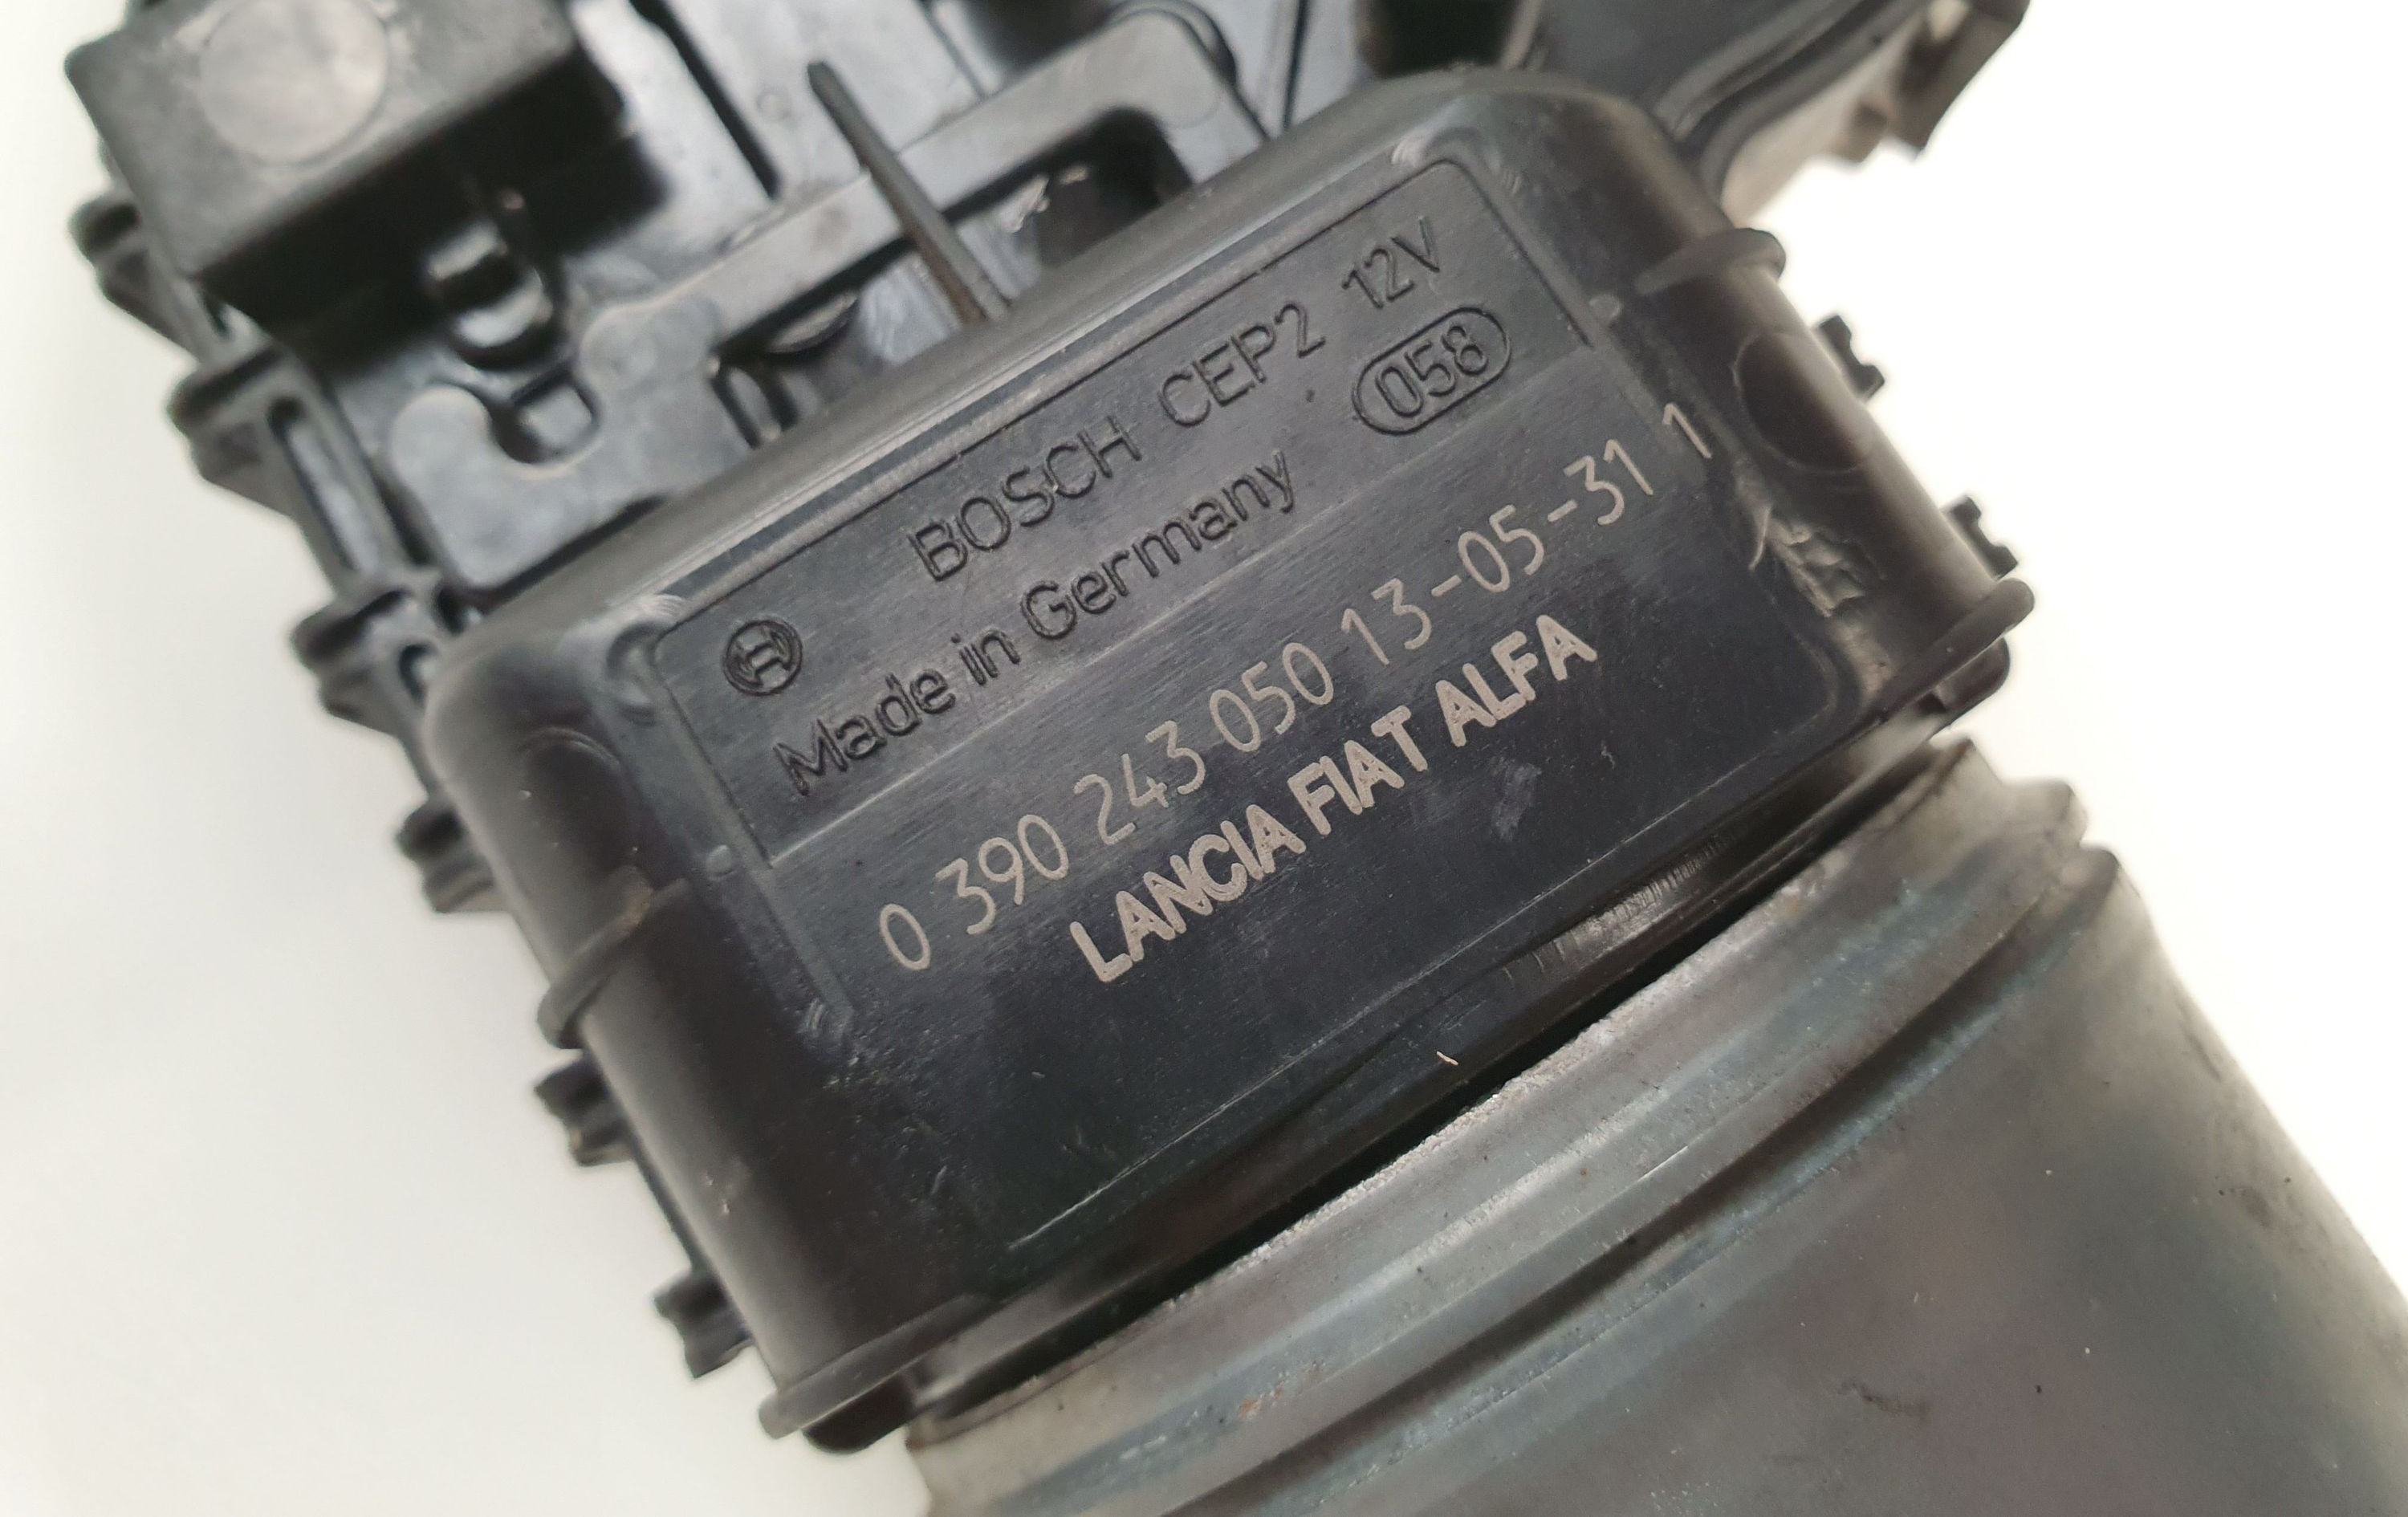 BOSCH CEP2 12V
Made in Germany 058
0 390 243 050 13-05-31 1
LANCIA FIAT ALFA